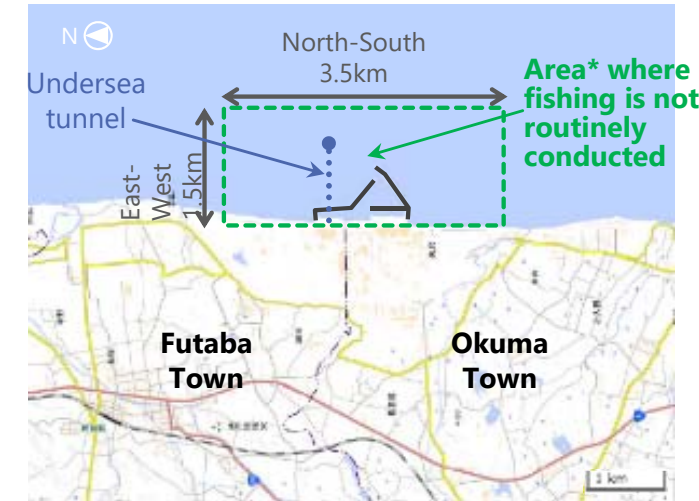 N
North-South
3.5km
Undersea
tunnel
Area* where
fishing is not
routinely
conducted
East-
West
1.5km
Futaba
Town
Okuma
Town
1 km